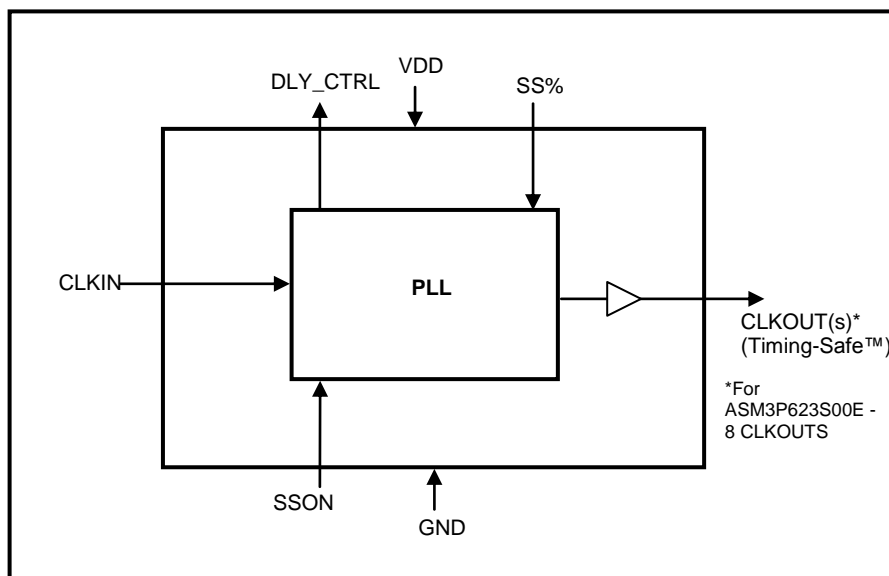 VDD
DLY_CTRL
SS%
CLKIN
PLL
CLKOUT(s)*
(Timing-Safe™)
*For
ASM3P623S00E -
8 CLKOUTS
SSON
GND